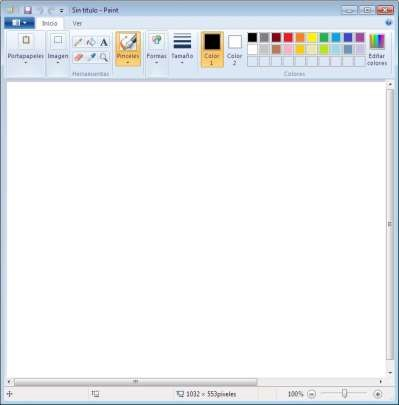 Sin título - Paint
Inicio Ver
Portapapeles Imagen Pinceles Formas Tamaño Color 1 Color 2 Editar colores
Herramientas Colores
1032 × 553píxeles 100%